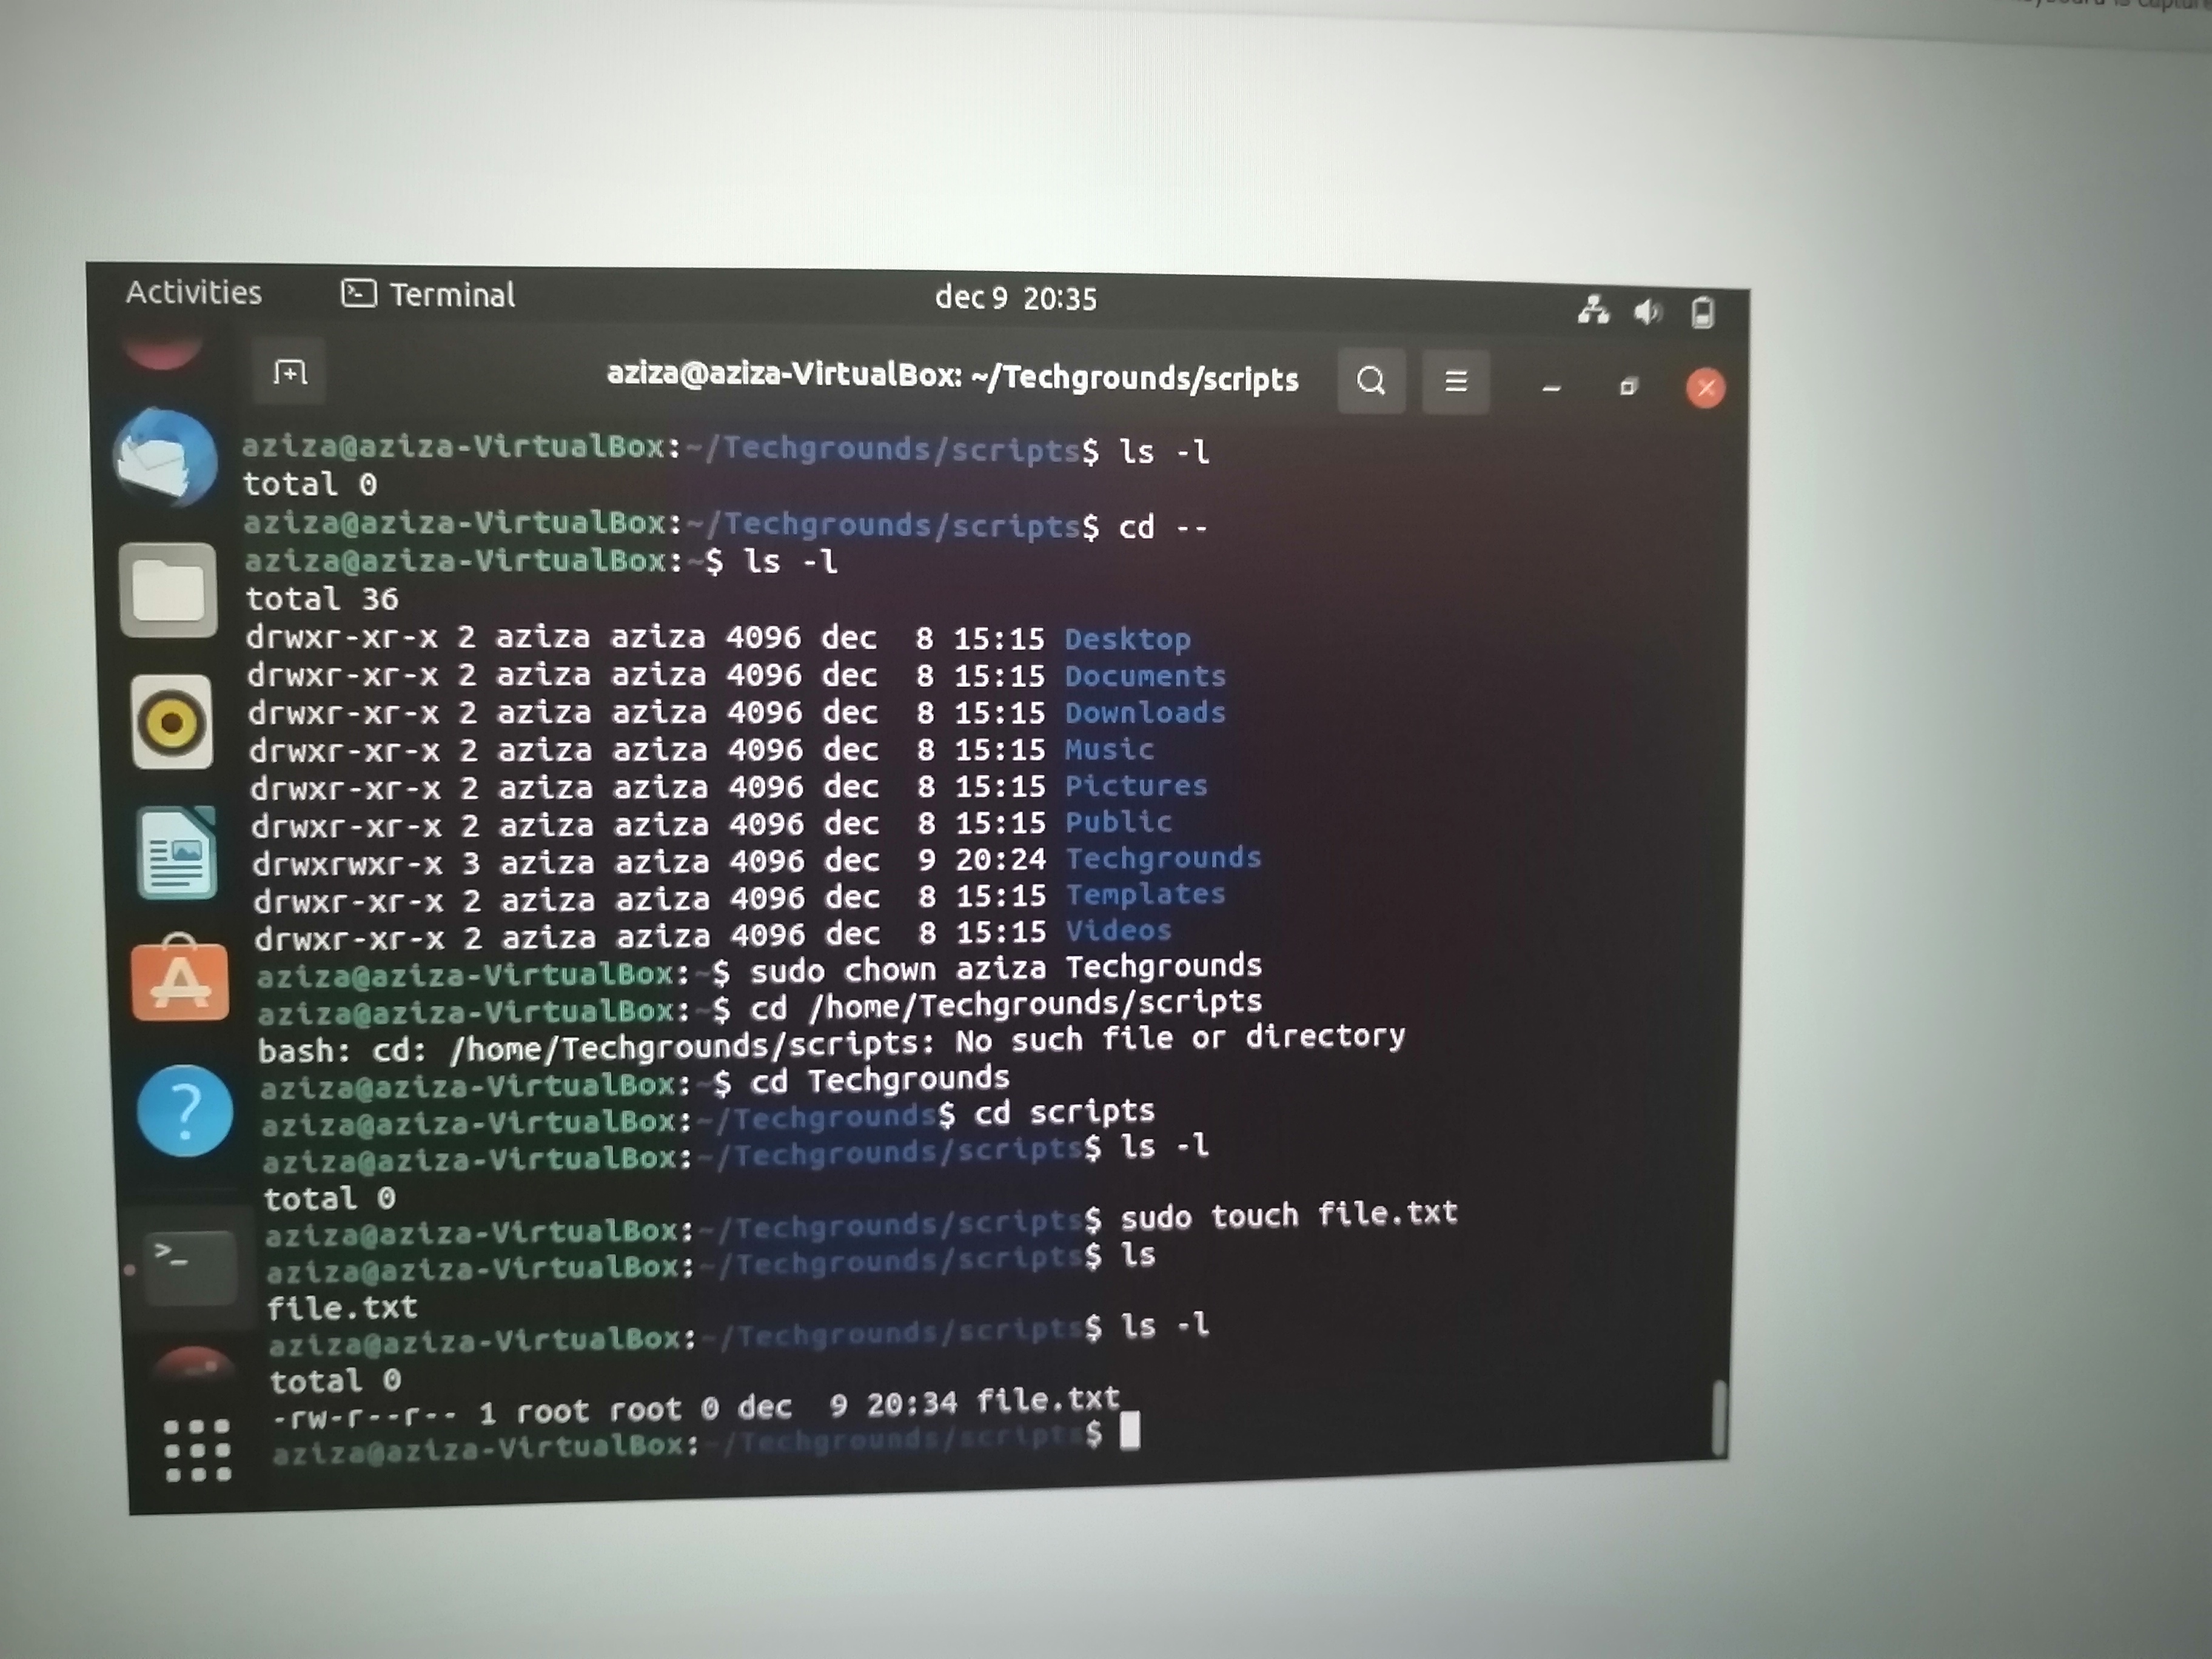 Activities
Terminal
dec 9 20:35
aziza@aziza-VirtualBox: ~/Techgrounds/scripts
aziza@aziza-VirtualBox:~/Techgrounds/scripts$ ls -l
total 0
aziza@aziza-VirtualBox:~/Techgrounds/scripts$ cd --
aziza@aziza-VirtualBox:~$ ls -l
total 36
drwxr-xr-x 2 aziza aziza 4096 dec  8 15:15 Desktop
drwxr-xr-x 2 aziza aziza 4096 dec  8 15:15 Documents
drwxr-xr-x 2 aziza aziza 4096 dec  8 15:15 Downloads
drwxr-xr-x 2 aziza aziza 4096 dec  8 15:15 Music
drwxr-xr-x 2 aziza aziza 4096 dec  8 15:15 Pictures
drwxr-xr-x 2 aziza aziza 4096 dec  8 15:15 Public
drwxrwxr-x 3 aziza aziza 4096 dec  9 20:24 Techgrounds
drwxr-xr-x 2 aziza aziza 4096 dec  8 15:15 Templates
drwxr-xr-x 2 aziza aziza 4096 dec  8 15:15 Videos
aziza@aziza-VirtualBox:~$ sudo chown aziza Techgrounds
aziza@aziza-VirtualBox:~$ cd /home/Techgrounds/scripts
bash: cd: /home/Techgrounds/scripts: No such file or directory
aziza@aziza-VirtualBox:~$ cd Techgrounds
aziza@aziza-VirtualBox:~/Techgrounds$ cd scripts
aziza@aziza-VirtualBox:~/Techgrounds/scripts$ ls -l
total 0
aziza@aziza-VirtualBox:~/Techgrounds/scripts$ sudo touch file.txt
aziza@aziza-VirtualBox:~/Techgrounds/scripts$ ls
file.txt
aziza@aziza-VirtualBox:~/Techgrounds/scripts$ ls -l
total 0
-rw-r--r-- 1 root root 0 dec  9 20:34 file.txt
aziza@aziza-VirtualBox:~/Techgrounds/scripts$